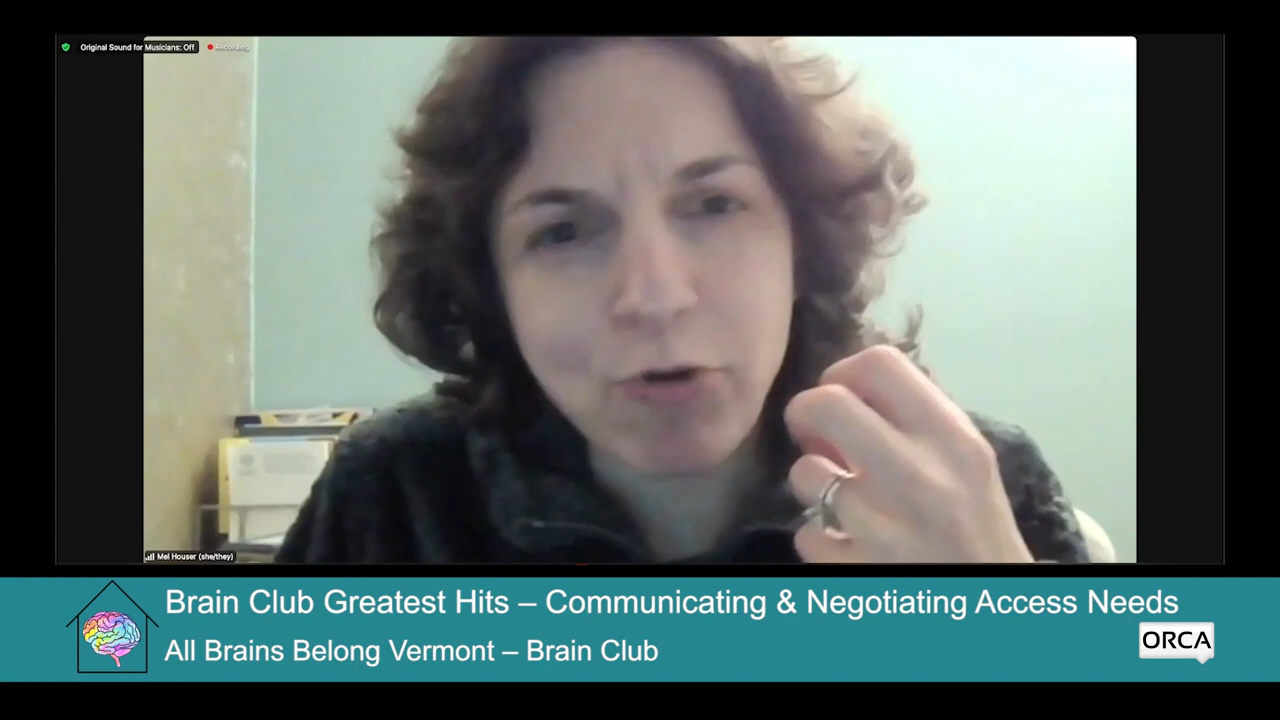 Original Sound for Musicians: Off
Recording
Mel Houser (she/they)
Brain Club Greatest Hits – Communicating & Negotiating Access Needs
All Brains Belong Vermont – Brain Club
ORCA